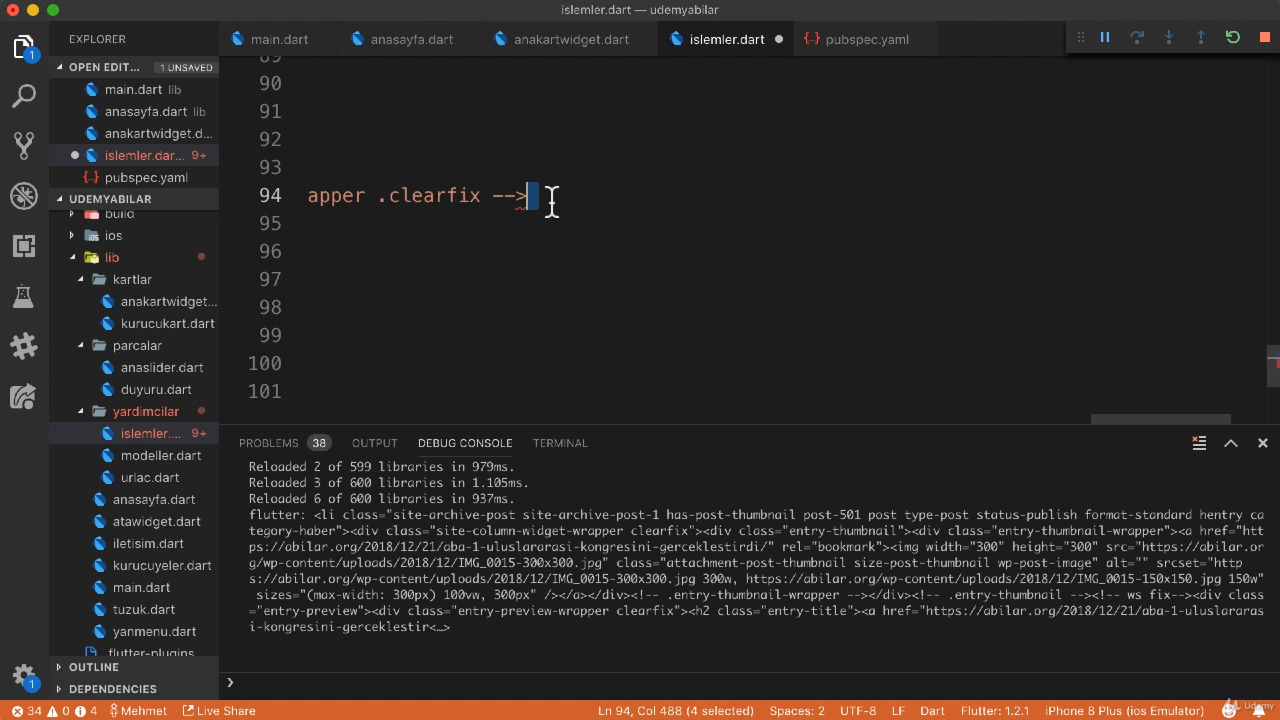 islemler.dart — udemyabilar
EXPLORER
main.dart
anasayfa.dart
anakartwidget.dart
islemler.dart
{..} pubspec.yaml
1
OPEN EDIT... 1 UNSAVED
main.dart lib
anasayfa.dart lib
anakartwidget.d...
islemler.dar... 9+
{..} pubspec.yaml
UDEMYABILAR
build
ios
lib
kartlar
anakartwidget...
kurucukart.dart
parcalar
anaslider.dart
duyuru.dart
yardimcilar
islemler.... 9+
modeller.dart
urlac.dart
anasayfa.dart
atawidget.dart
iletisim.dart
kurucuyeler.dart
main.dart
tuzuk.dart
yanmenu.dart
.flutter-plugins
OUTLINE
DEPENDENCIES
1
89
90
91
92
93
94 apper .clearfix -->
95
96
97
98
99
100
101
PROBLEMS 38 OUTPUT DEBUG CONSOLE TERMINAL
Reloaded 2 of 599 libraries in 979ms.
Reloaded 3 of 600 libraries in 1.105ms.
Reloaded 6 of 600 libraries in 937ms.
flutter: <li class="site-archive-post site-archive-post-1 has-post-thumbnail post-501 post type-post status-publish format-standard hentry ca
tegory-haber"><div class="site-column-widget-wrapper clearfix"><div class="entry-thumbnail"><div class="entry-thumbnail-wrapper"><a href="htt
ps://abilar.org/2018/12/21/aba-1-uluslararasi-kongresini-gerceklestirdi/" rel="bookmark"><img width="300" height="300" src="https://abilar.or
g/wp-content/uploads/2018/12/IMG_0015-300x300.jpg" class="attachment-post-thumbnail size-post-thumbnail wp-post-image" alt="" srcset="http
s://abilar.org/wp-content/uploads/2018/12/IMG_0015-300x300.jpg 300w, https://abilar.org/wp-content/uploads/2018/12/IMG_0015-150x150.jpg 150w"
 sizes="(max-width: 300px) 100vw, 300px" /></a></div><!-- .entry-thumbnail-wrapper --></div><!-- .entry-thumbnail --><!-- ws fix--><div class
="entry-preview"><div class="entry-preview-wrapper clearfix"><h2 class="entry-title"><a href="https://abilar.org/2018/12/21/aba-1-uluslararas
i-kongresini-gerceklestir<…>
34 0 4 Mehmet Live Share Ln 94, Col 488 (4 selected) Spaces: 2 UTF-8 LF Dart Flutter: 1.2.1 iPhone 8 Plus (ios Emulator)
Udemy